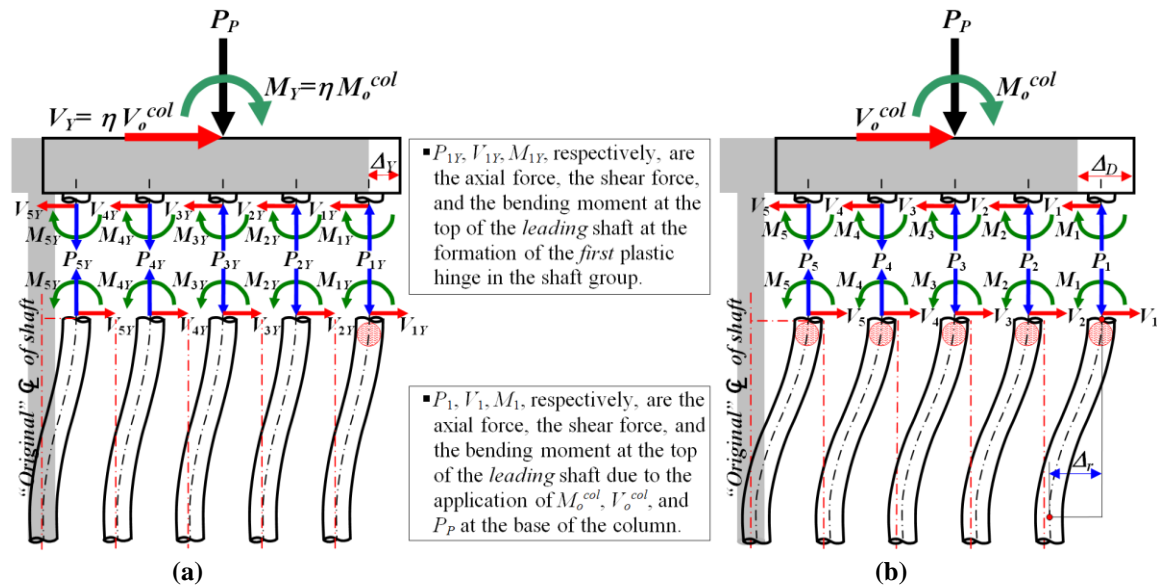 P_P
M_Y=η M_o^col
V_Y= η V_o^col
Δ_Y
V_5Y V_4Y V_3Y V_2Y V_1Y
M_5Y M_4Y M_3Y M_2Y M_1Y
P_5Y P_4Y P_3Y P_2Y P_1Y
M_5Y M_4Y M_3Y M_2Y M_1Y
V_5Y V_4Y V_3Y V_2Y V_1Y
"Original" ℄ of shaft
(a)
▪P_1Y, V_1Y, M_1Y, respectively, are
the axial force, the shear force,
and the bending moment at the
top of the leading shaft at the
formation of the first plastic
hinge in the shaft group.
▪P_1, V_1, M_1, respectively, are the
axial force, the shear force, and
the bending moment at the top
of the leading shaft due to the
application of M_o^col, V_o^col, and
P_P at the base of the column.
P_P
M_o^col
V_o^col
Δ_D
V_5 V_4 V_3 V_2 V_1
M_5 M_4 M_3 M_2 M_1
P_5 P_4 P_3 P_2 P_1
M_5 M_4 M_3 M_2 M_1
V_5 V_4 V_3 V_2 V_1
"Original" ℄ of shaft
Δ_r
(b)